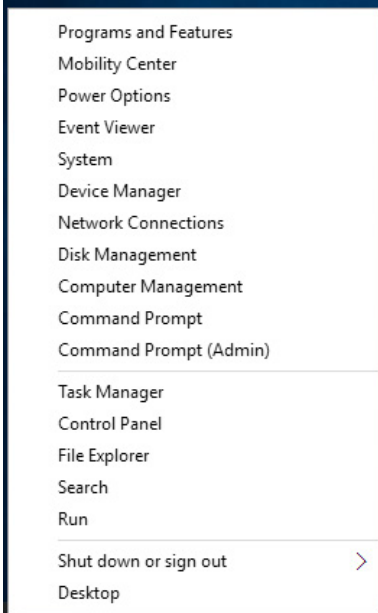 Programs and Features
Mobility Center
Power Options
Event Viewer
System
Device Manager
Network Connections
Disk Management
Computer Management
Command Prompt
Command Prompt (Admin)
Task Manager
Control Panel
File Explorer
Search
Run
Shut down or sign out
Desktop